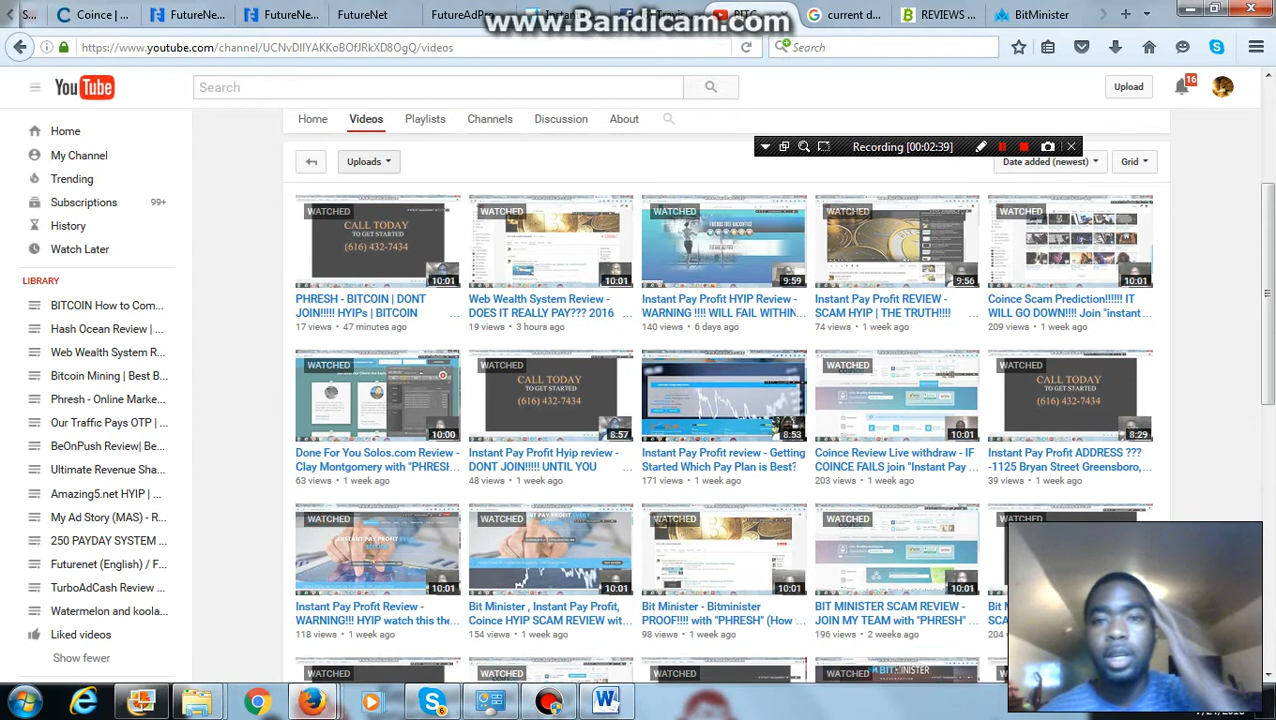 S...
Coince | ...
FutureNe...
FutureNe...
FutureNet
FutureAdPro...
www.Bandicam.com
current d...
REVIEWS ...
BitMinister
https://www.youtube.com/channel/UCNvDIIYAKKoBOfJRkXD8OgQ/videos
Search
YouTube
Search
Upload
16
Home
Videos
Playlists
Channels
Discussion
About
Recording [00:02:39]
Uploads
Date added (newest)
Grid
Home
My Channel
Trending
Subscriptions 99+
History
Watch Later
LIBRARY
BITCOIN How to Com...
Hash Ocean Review | ...
Web Wealth System R...
Bitcoin Mining | Best B...
Phresh - Online Marke...
Our Traffic Pays OTP | ...
BeOnPush Review | Be...
Ultimate Revenue Sha...
Amazing5.net HYIP | ...
My Ad Story (MAS) - R...
250 PAYDAY SYSTEM ...
Futurenet (English) / F...
TurboAdCash Review ...
Watermelon and koola...
Liked videos
Show fewer
WATCHED
CALL TODAY
TO GET STARTED
(616) 432-7434
10:01
PHRESH - BITCOIN | DONT
JOIN!!!!! HYIPs | BITCOIN
17 views • 47 minutes ago
WATCHED
10:01
Web Wealth System Review -
DOES IT REALLY PAY??? 2016
19 views • 3 hours ago
WATCHED
9:59
Instant Pay Profit HYIP Review -
WARNING !!!! WILL FAIL WITHIN
140 views • 6 days ago
WATCHED
9:56
Instant Pay Profit REVIEW -
SCAM HYIP | THE TRUTH!!!!
74 views • 1 week ago
WATCHED
10:01
Coince Scam Prediction!!!!!! IT
WILL GO DOWN!!!! Join "instant
209 views • 1 week ago
10:00
Done For You Solos.com Review -
Clay Montgomery with "PHRESH"
63 views • 1 week ago
WATCHED
CALL TODAY
TO GET STARTED
(616) 432-7434
8:57
Instant Pay Profit Hyip review -
DONT JOIN!!!!! UNTIL YOU
48 views • 1 week ago
WATCHED
8:53
Instant Pay Profit review - Getting
Started Which Pay Plan is Best?
171 views • 1 week ago
WATCHED
10:01
Coince Review Live withdraw - IF
COINCE FAILS join "Instant Pay
203 views • 1 week ago
WATCHED
CALL TODAY
TO GET STARTED
(616) 432-7434
8:29
Instant Pay Profit ADDRESS ???
-1125 Bryan Street Greensboro,
39 views • 1 week ago
WATCHED
10:01
Instant Pay Profit Review -
WARNING!!! HYIP watch this the...
118 views • 1 week ago
WATCHED
10:01
Bit Minister , Instant Pay Profit,
Coince HYIP SCAM REVIEW wit...
154 views • 1 week ago
WATCHED
10:01
Bit Minister - Bitminister
PROOF!!!! with "PHRESH" (How
98 views • 1 week ago
WATCHED
10:01
BIT MINISTER SCAM REVIEW -
JOIN MY TEAM with "PHRESH"
196 views • 2 weeks ago
WATCHED
204
WATCHED
WATCHED
WATCHED
WATCHED
BIT MINISTER